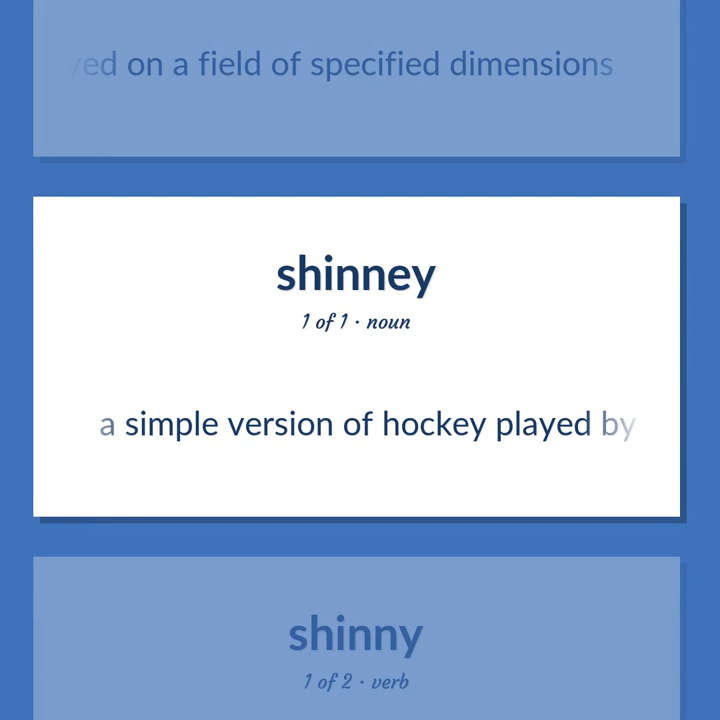 yed on a field of specified dimensions
shinney
1 of 1 · noun
a simple version of hockey played by
shinny
1 of 2 · verb